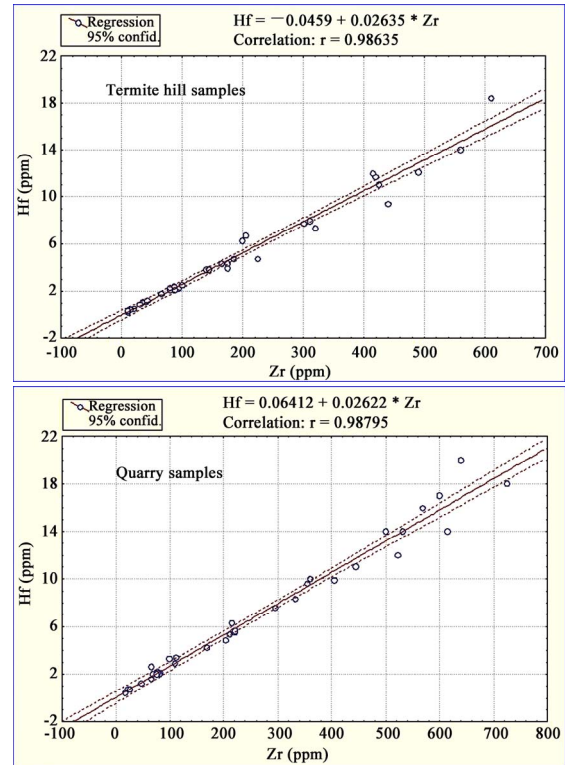 Regression
95% confid.
Hf = −0.0459 + 0.02635 * Zr
Correlation: r = 0.98635
Termite hill samples
22
18
14
10
6
2
-2
Hf (ppm)
-100 0 100 200 300 400 500 600 700
Zr (ppm)
Regression
95% confid.
Hf = 0.06412 + 0.02622 * Zr
Correlation: r = 0.98795
Quarry samples
22
18
14
10
6
2
-2
Hf (ppm)
-100 0 100 200 300 400 500 600 700 800
Zr (ppm)